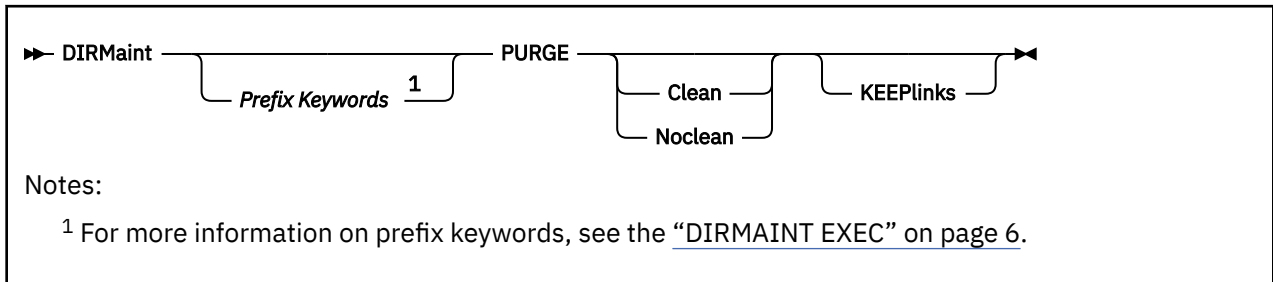 DIRMaint Prefix Keywords 1 PURGE Clean Noclean KEEPlinks
Notes:
1 For more information on prefix keywords, see the “DIRMAINT EXEC” on page 6.